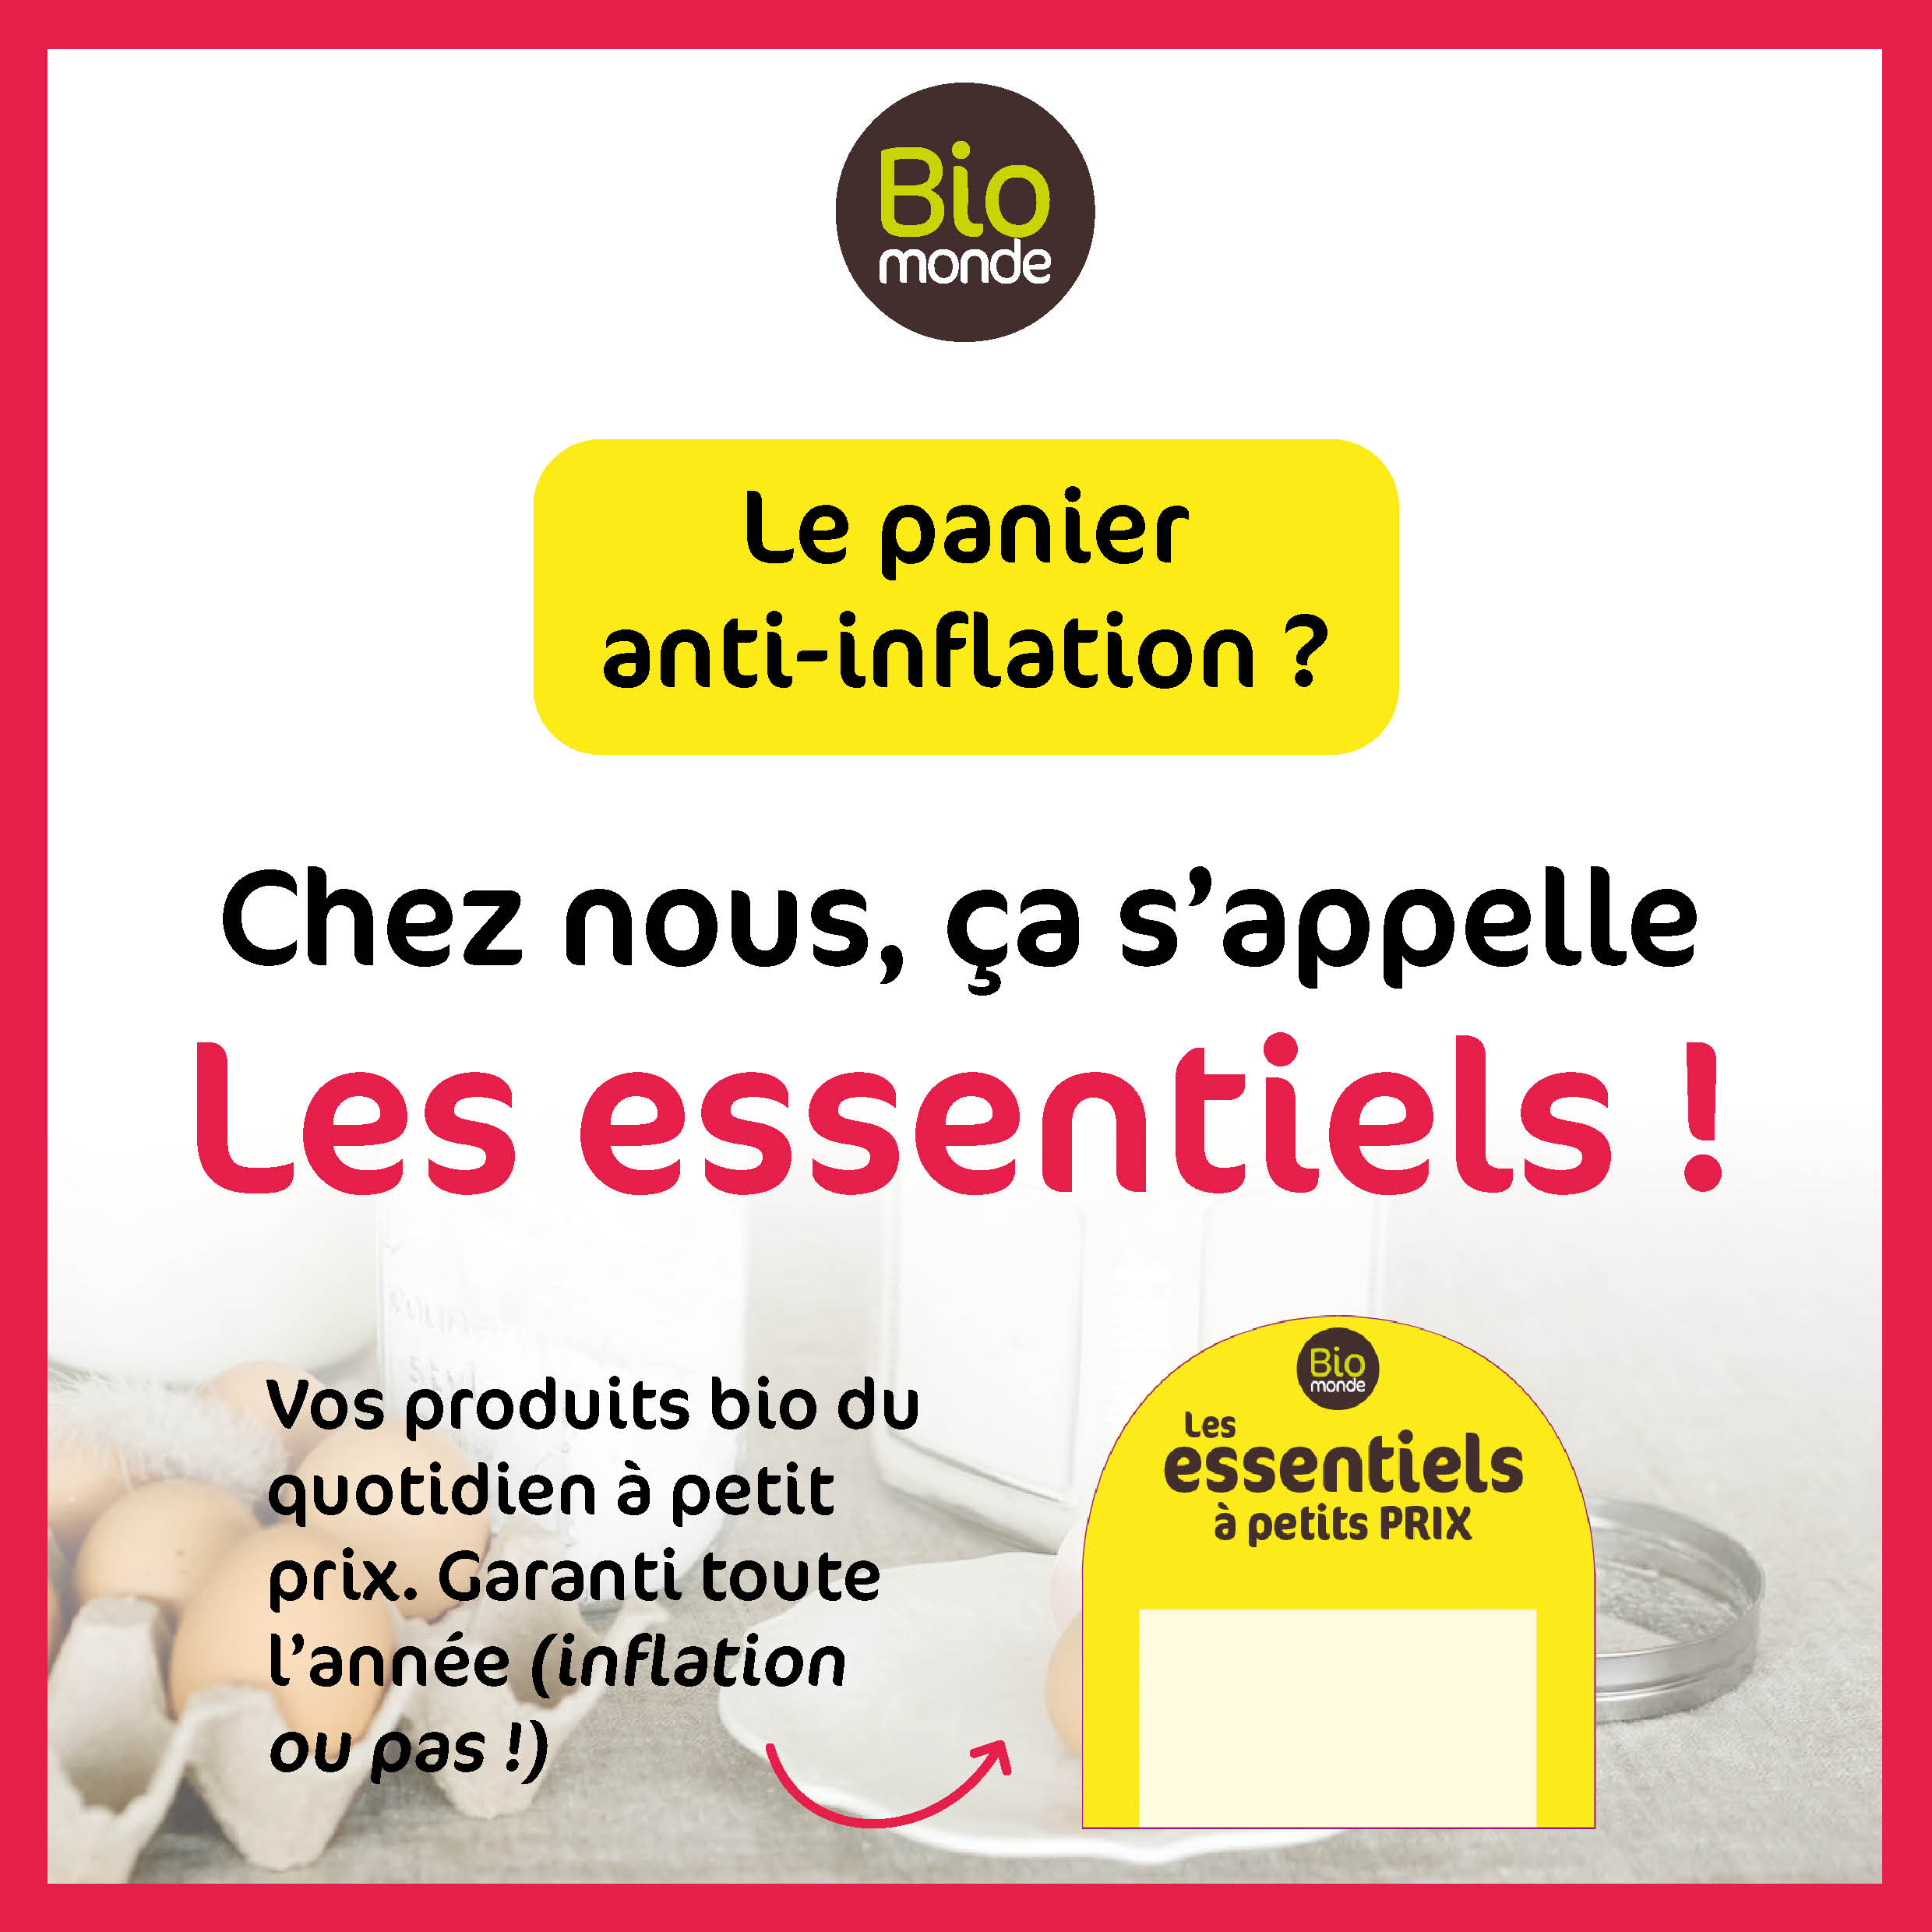 Bio
monde
Le panier
anti-inflation ?
Chez nous, ça s’appelle
Les essentiels !
Vos produits bio du
quotidien à petit
prix. Garanti toute
l’année (inflation
ou pas !)
Bio
monde
Les
essentiels
à petits PRIX